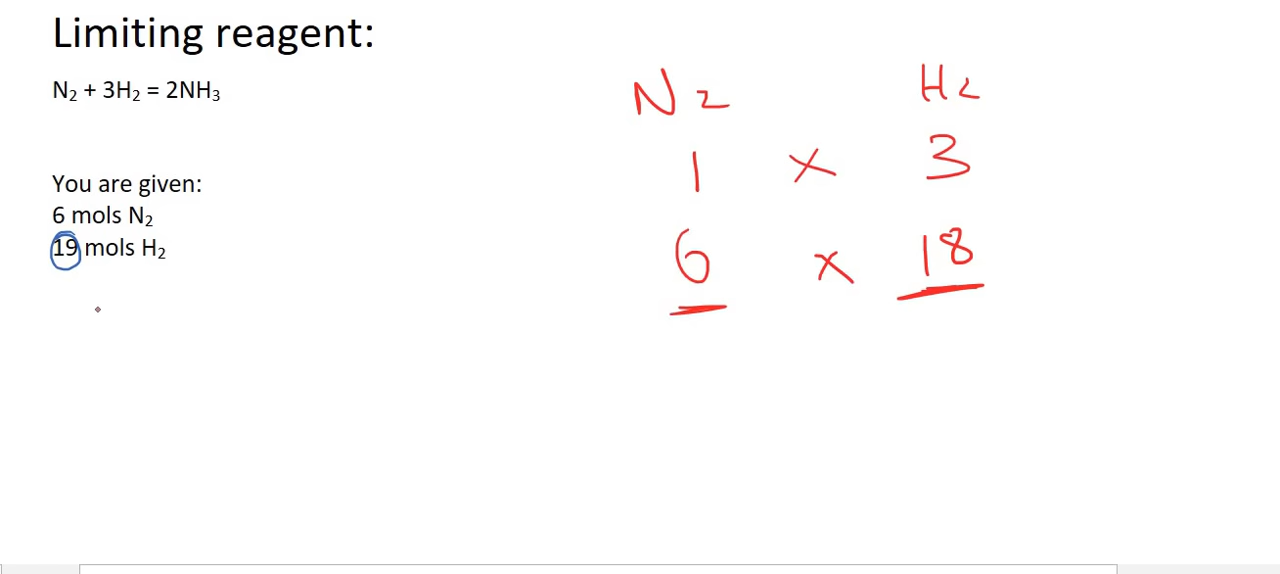 Limiting reagent:
N₂ + 3H₂ = 2NH₃
You are given:
6 mols N₂
19 mols H₂
N₂ H₂
1 × 3
6 × 18